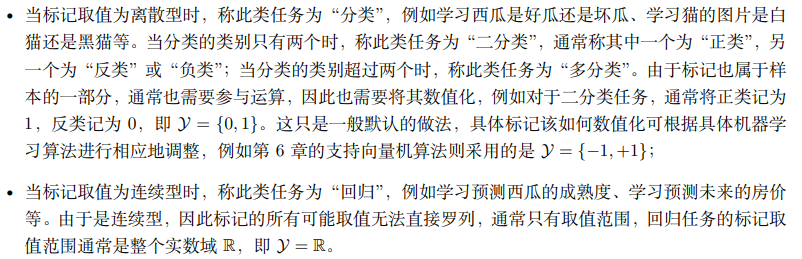 • 当标记取值为离散型时，称此类任务为“分类”，例如学习西瓜是好瓜还是坏瓜、学习猫的图片是白
猫还是黑猫等。当分类的类别只有两个时，称此类任务为“二分类”，通常称其中一个为“正类”，另
一个为“反类”或“负类”；当分类的类别超过两个时，称此类任务为“多分类”。由于标记也属于样
本的一部分，通常也需要参与运算，因此也需要将其数值化，例如对于二分类任务，通常将正类记为
1，反类记为 0，即 𝒴 = {0, 1}。这只是一般默认的做法，具体标记该如何数值化可根据具体机器学
习算法进行相应地调整，例如第 6 章的支持向量机算法则采用的是 𝒴 = {−1, +1}；
• 当标记取值为连续型时，称此类任务为“回归”，例如学习预测西瓜的成熟度、学习预测未来的房价
等。由于是连续型，因此标记的所有可能取值无法直接罗列，通常只有取值范围，回归任务的标记取
值范围通常是整个实数域 ℝ，即 𝒴 = ℝ。